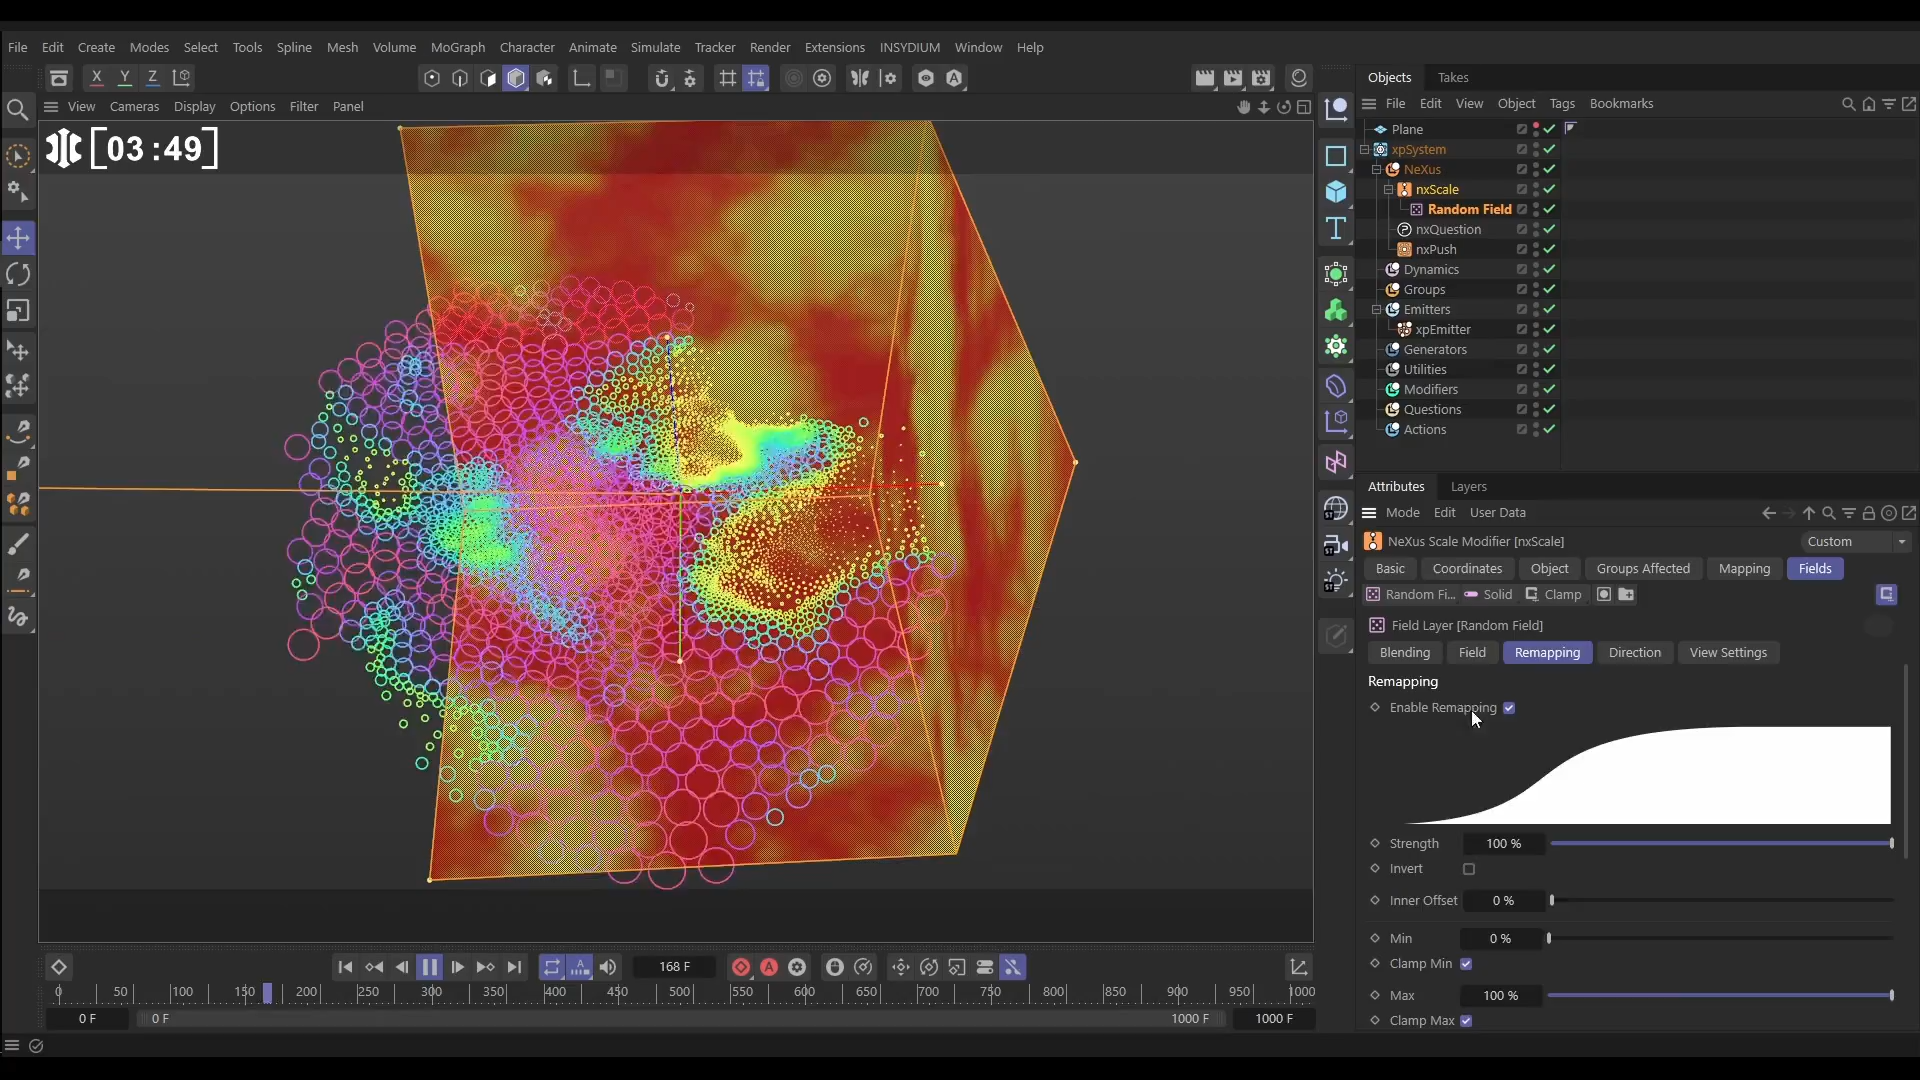 File Edit Create Modes Select Tools Spline Mesh Volume MoGraph Character Animate Simulate Tracker Render Extensions INSYDIUM Window Help
X Y Z
View Cameras Display Options Filter Panel
[03:49]
Objects Takes
File Edit View Object Tags Bookmarks
Plane
xpSystem
NeXus
nxScale
Random Field
nxQuestion
nxPush
Dynamics
Groups
Emitters
xpEmitter
Generators
Utilities
Modifiers
Questions
Actions
Attributes Layers
Mode Edit User Data
NeXus Scale Modifier [nxScale] Custom
Basic Coordinates Object Groups Affected Mapping Fields
Random Fi... Solid Clamp
Field Layer [Random Field]
Blending Field Remapping Direction View Settings
Remapping
Enable Remapping
Strength 100 %
Invert
Inner Offset 0 %
Min 0 %
Clamp Min
Max 100 %
Clamp Max
168 F
0 50 100 150 200 250 300 350 400 450 500 550 600 650 700 750 800 850 900 950 1000
0 F 0 F 1000 F 1000 F